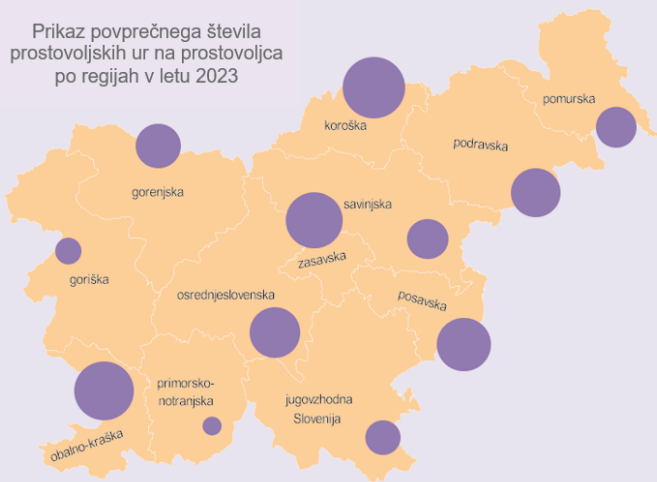 Prikaz povprečnega števila
prostovoljskih ur na prostovoljca
po regijah v letu 2023
pomurska
koroška
podravska
gorenjska
savinjska
zasavska
goriška
osrednjeslovenska
posavska
primorsko-
notranjska
jugovzhodna
Slovenija
obalno-kraška